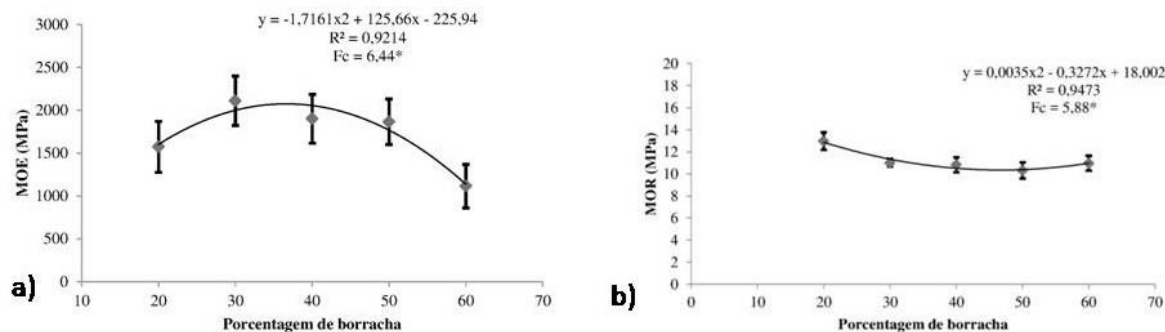 y = -1,7161x2 + 125,66x - 225,94
R² = 0,9214
Fc = 6,44*
3000
2500
2000
1500
1000
500
0
MOE (MPa)
10 20 30 40 50 60 70
Porcentagem de borracha
a)
y = 0,0035x2 - 0,3272x + 18,002
R² = 0,9473
Fc = 5,88*
20
18
16
14
12
10
8
6
4
2
0
MOR (MPa)
0 10 20 30 40 50 60 70
Porcentagem de borracha
b)